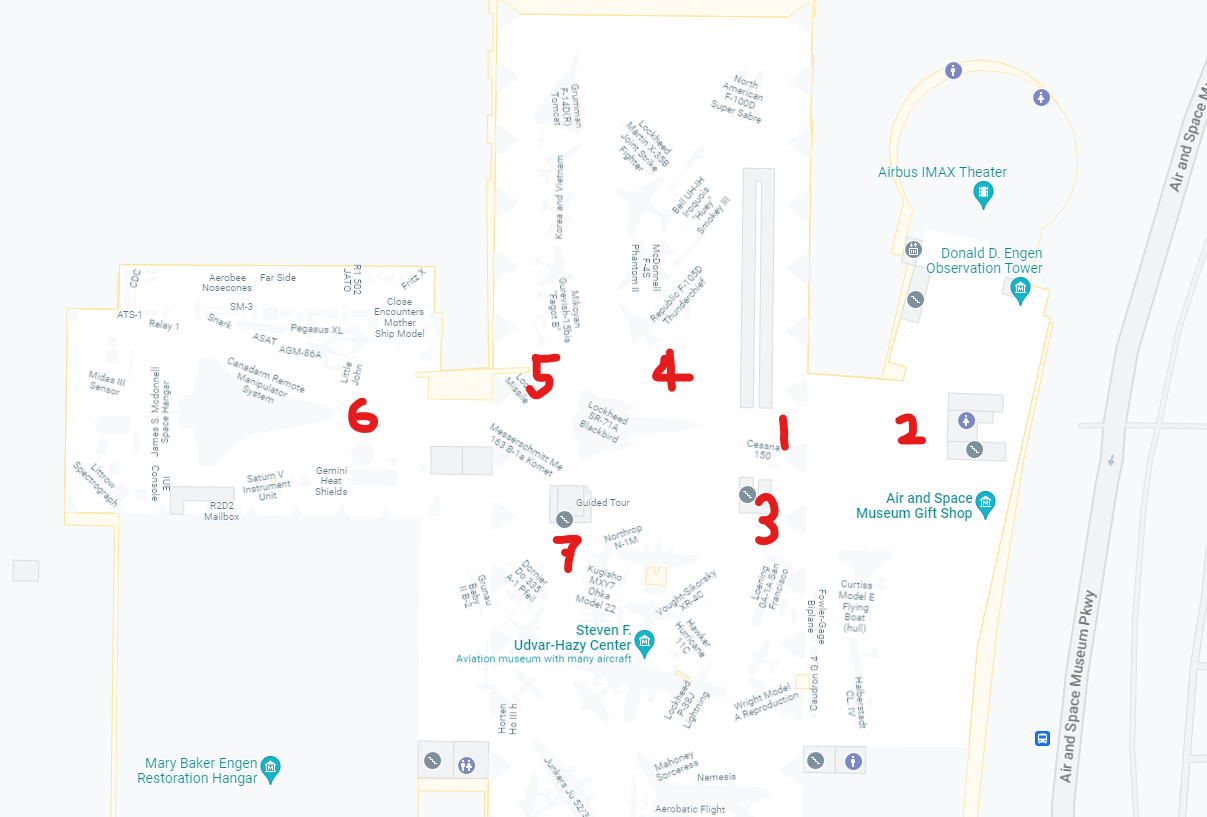 North
American
F-100D
Super Sabre
Grumman
F-14D(R)
Tomcat
Lockheed
Martin X-35B
Joint Strike
Fighter
Korea and Vietnam
Bell UH-IH
Iroquois
"Huey"
Smokey III
Airbus IMAX Theater
Air and Space M
Donald D. Engen
Observation Tower
McDonnell
F-4S
Phantom II
Republic F-105D
Thunderchief
Mikoyan
Gurevish-15bis
"Fagot B"
CDC
Aerobee
Nosecones
Far Side
R1 502
JATO
Fritz X
SM-3
Close
Encounters
Mother
Ship Model
ATS-1
Relay 1
Snark
ASAT
Pegasus XL
AGM-86A
Little
John
Canadarm Remote
Manipulator
System
Midas III
Sensor
James S. McDonnell
Space Hangar
5
4
6
1
2
Missile
Lockheed
SR-71A
Blackbird
Cessna
150
Messerschmitt Me
163 B-1a Komet
Littrow
Spectrograph
IUE
Console
Saturn V
Instrument
Unit
Gemini
Heat
Shields
R2D2
Mailbox
Guided Tour
3
7
Air and Space
Museum Gift Shop
Northrop
N-1M
Dornier
Do 335
A-1 Pfeil
Grunau
Baby
II B-2
Kugisho
MXY7
Ohka
Model 22
Vought-Sikorsky
XR-4C
Loening
OA-1A San
Francisco
Curtiss
Model E
Flying
Boat
(hull)
Fowler-Gage
Biplane
Hawker
Hurricane
11C
Steven F.
Udvar-Hazy Center
Aviation museum with many aircraft
Lockheed
P-38J
Lightning
Wright Model
A Reproduction
Caudron G.4
Halberstadt
CL.IV
Horten
Ho III h
Air and Space Museum Pkwy
Mary Baker Engen
Restoration Hangar
Junkers Ju 52/3
Mahoney
Sorceress
Nemesis
Aerobatic Flight